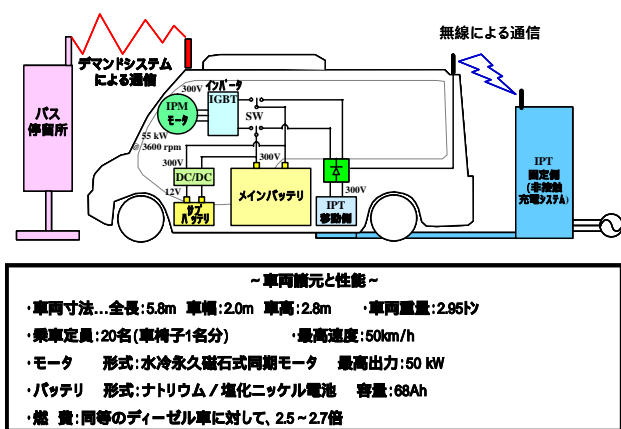 無線による通信
デマンドシステム
による通信
バス
停留所
300V
インバータ
IGBT
IPM
モータ
SW
55 kW
@ 3600 rpm
300V
300V
DC/DC
12V
サブ
バッテリ
メインバッテリ
300V
IPT
移動側
IPT
固定側
(非接触
充電システム)
~車両諸元と性能~
・車両寸法…全長:5.8m 車幅:2.0m 車高:2.8m ・車両重量:2.95トン
・乗車定員:20名(車椅子1名分) ・最高速度:50km/h
・モータ 形式:水冷永久磁石式同期モータ 最高出力:50 kW
・バッテリ 形式:ナトリウム/塩化ニッケル電池 容量:68Ah
・燃 費:同等のディーゼル車に対して、2.5~2.7倍